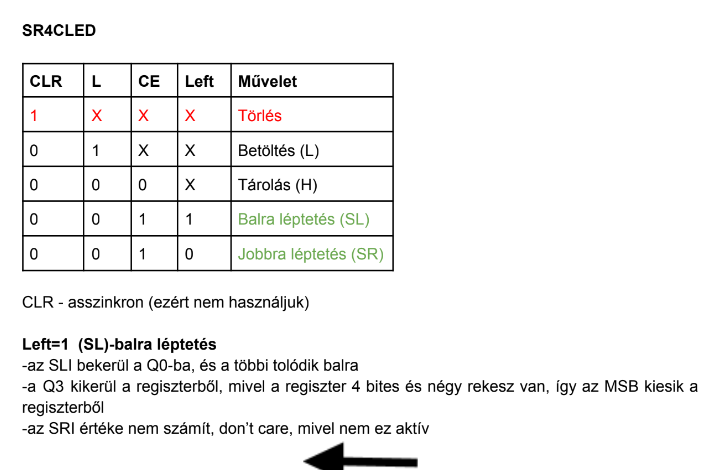 SR4CLED
CLR L CE Left Művelet
1 X X X Törlés
0 1 X X Betöltés (L)
0 0 0 X Tárolás (H)
0 0 1 1 Balra léptetés (SL)
0 0 1 0 Jobbra léptetés (SR)
CLR - asszinkron (ezért nem használjuk)
Left=1 (SL)-balra léptetés
-az SLI bekerül a Q0-ba, és a többi tolódik balra
-a Q3 kikerül a regiszterből, mivel a regiszter 4 bites és négy rekesz van, így az MSB kiesik a
regiszterből
-az SRI értéke nem számít, don't care, mivel nem ez aktív